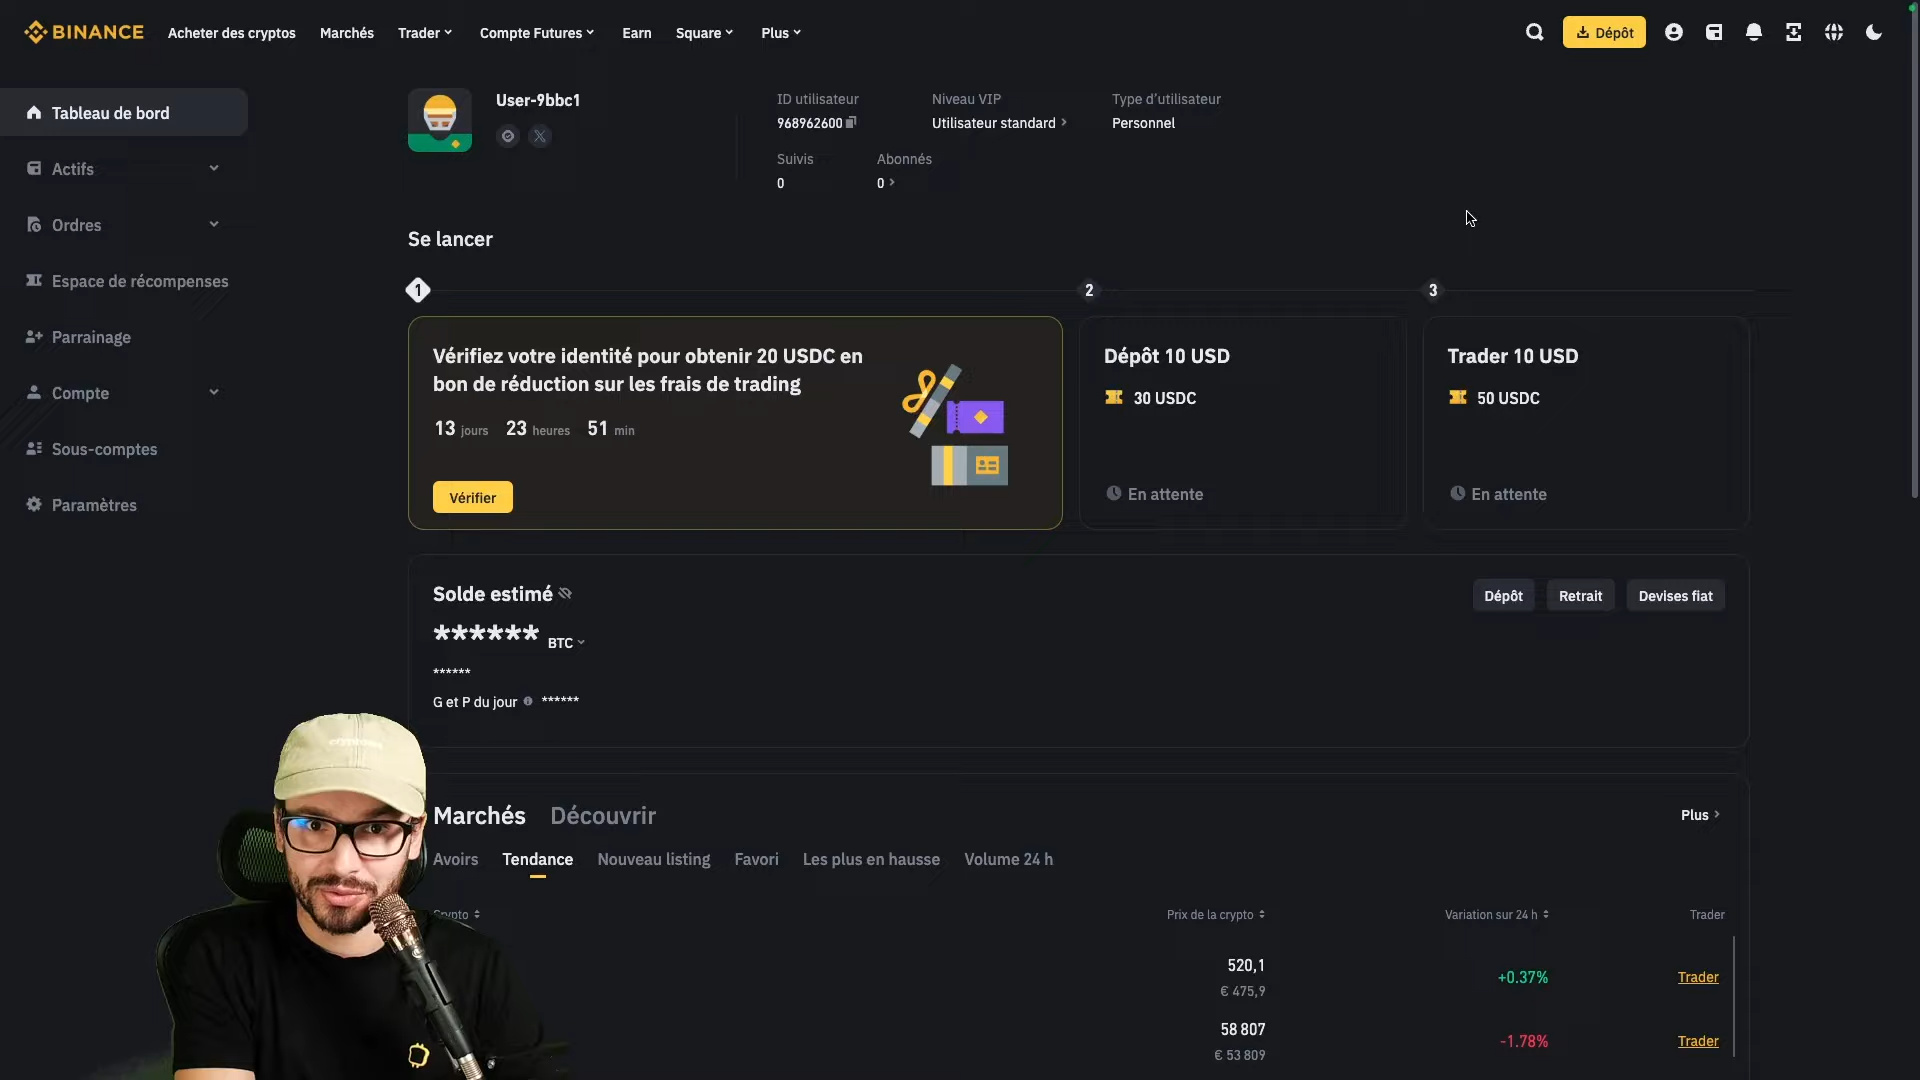 BINANCE
Acheter des cryptos
Marchés
Trader
Compte Futures
Earn
Square
Plus
Dépôt
Tableau de bord
Actifs
Ordres
Espace de récompenses
Parrainage
Compte
Sous-comptes
Paramètres
User-9bbc1
ID utilisateur
968962600
Niveau VIP
Utilisateur standard
Type d'utilisateur
Personnel
Suivis
0
Abonnés
0
Se lancer
1
2
3
Vérifiez votre identité pour obtenir 20 USDC en
bon de réduction sur les frais de trading
13 jours 23 heures 51 min
Vérifier
Dépôt 10 USD
30 USDC
En attente
Trader 10 USD
50 USDC
En attente
Solde estimé
****** BTC
******
G et P du jour ******
Dépôt
Retrait
Devises fiat
Marchés
Découvrir
Plus
Avoirs
Tendance
Nouveau listing
Favori
Les plus en hausse
Volume 24 h
Crypto
Prix de la crypto
Variation sur 24 h
Trader
520,1
€ 475,9
+0.37%
Trader
58 807
€ 53 809
-1.78%
Trader